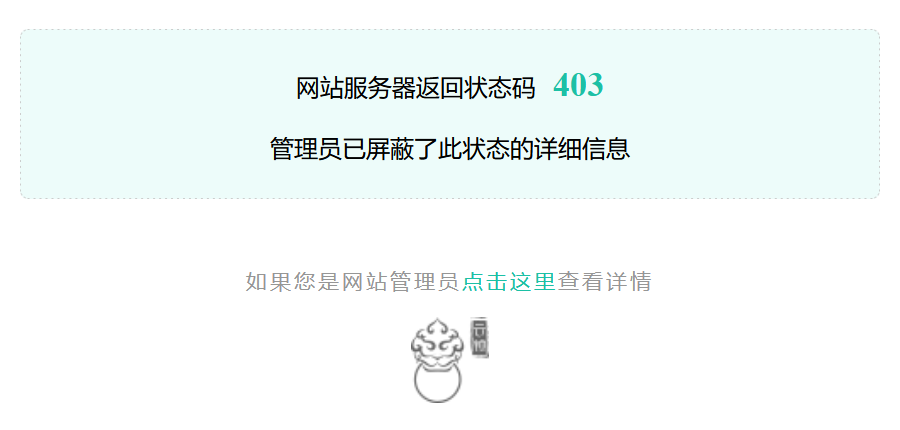 网站服务器返回状态码 403
管理员已屏蔽了此状态的详细信息
如果您是网站管理员点击这里查看详情